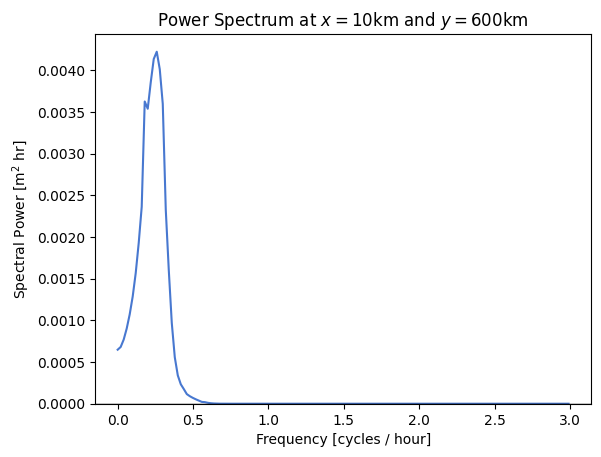 Power Spectrum at x = 10km and y = 600km
Spectral Power [m² hr]
0.0040
0.0035
0.0030
0.0025
0.0020
0.0015
0.0010
0.0005
0.0000
0.0 0.5 1.0 1.5 2.0 2.5 3.0
Frequency [cycles / hour]